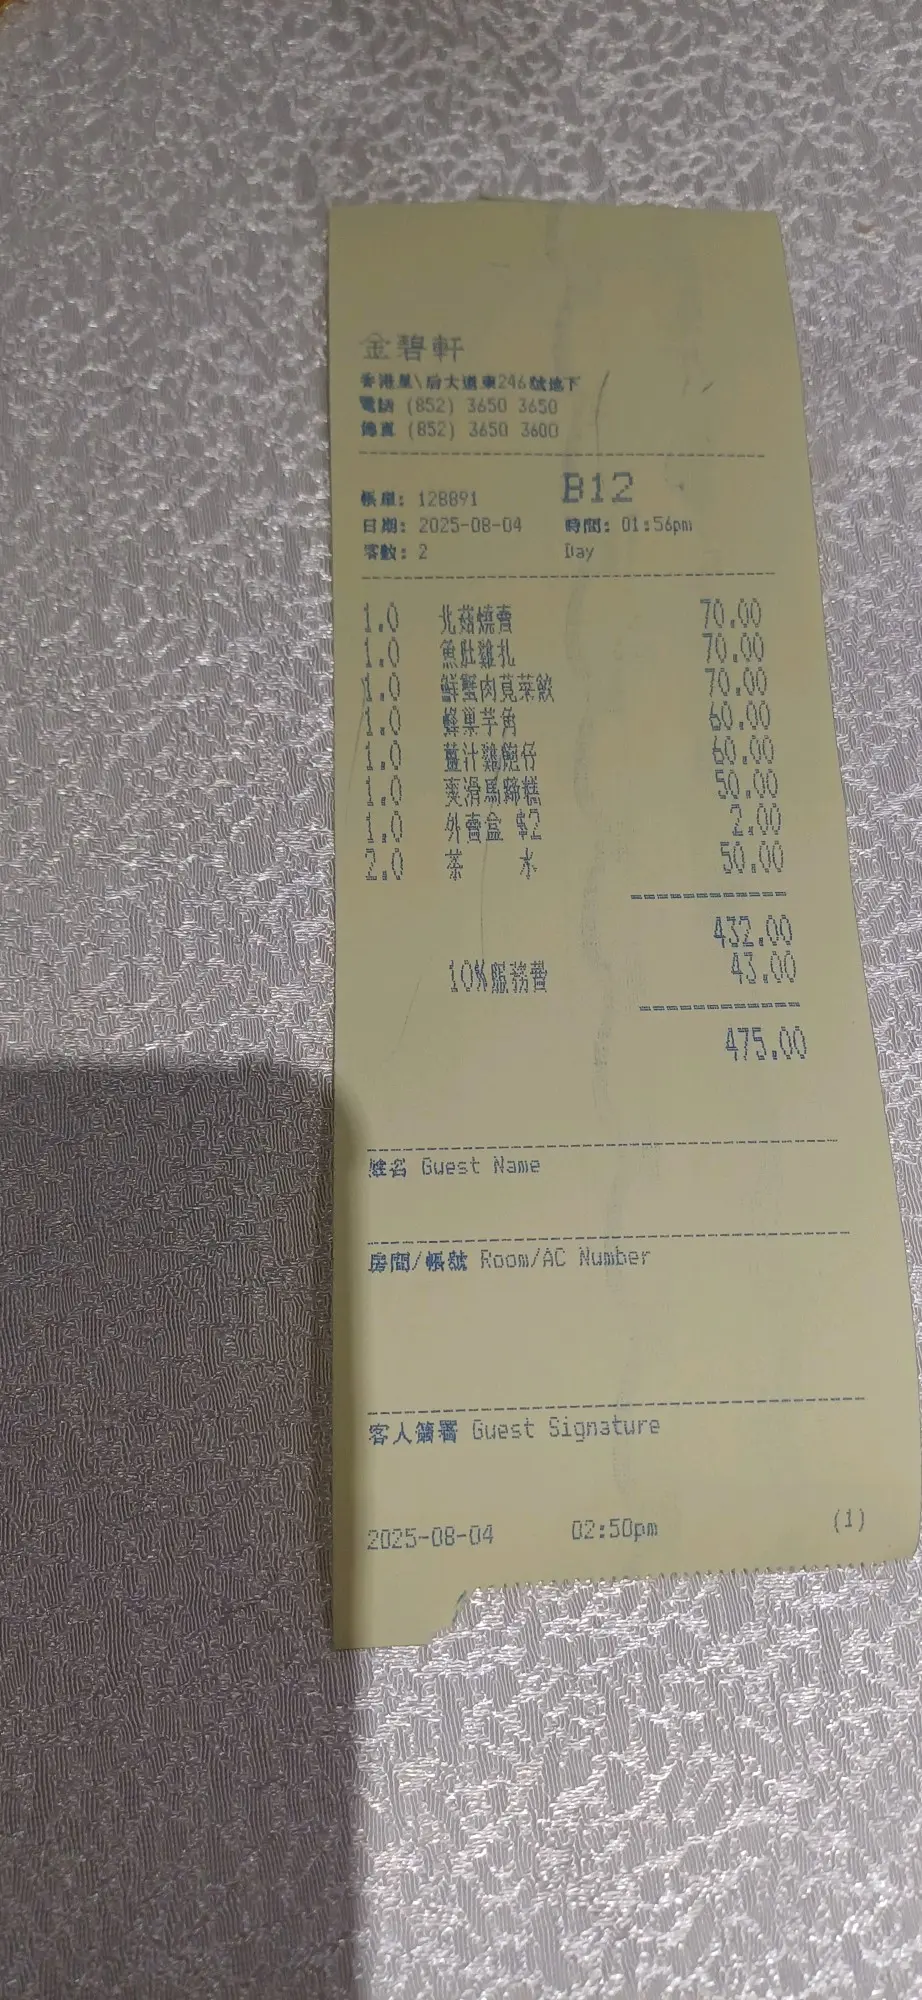 金碧軒
香港皇后大道東246號地下
電話 (852) 3650 3650
傳真 (852) 3650 3600
B12
帳單: 128891
日期: 2025-08-04 時間: 01:56pm
客數: 2 Day
1.0 北菇燒賣 70.00
1.0 魚肚雞扎 70.00
1.0 鮮蟹肉莧菜餃 70.00
1.0 蜂巢芋角 60.00
1.0 薑汁雞飽仔 60.00
1.0 爽滑馬蹄糕 50.00
1.0 外賣盒 $2 2.00
2.0 茶 水 50.00
432.00
10%服務費 43.00
475.00
姓名 Guest Name
房間/帳號 Room/AC Number
客人簽署 Guest Signature
2025-08-04 02:50pm (1)